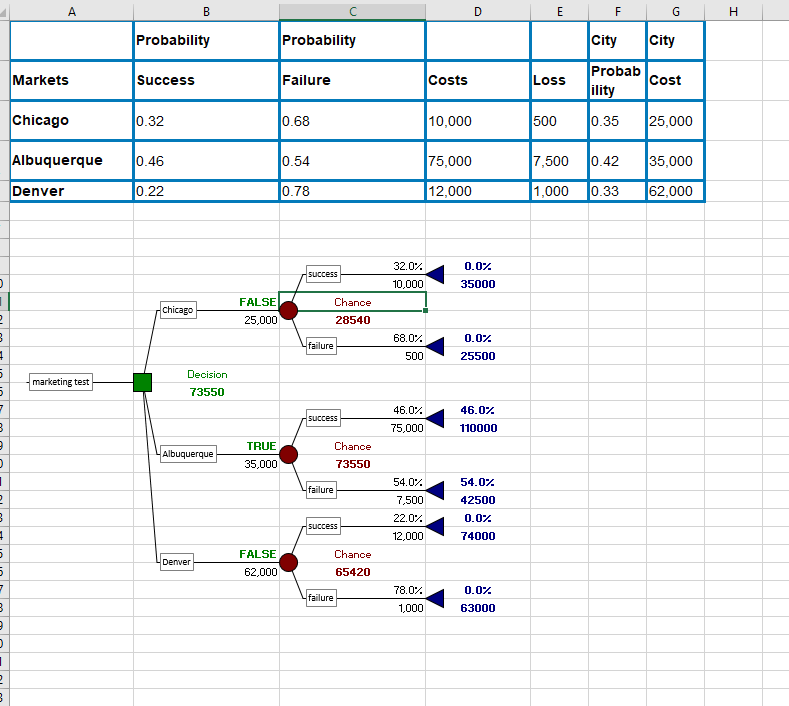 A B C D E F G H
Probability Probability City City
Markets Success Failure Costs Loss Probab ility Cost
Chicago 0.32 0.68 10,000 500 0.35 25,000
Albuquerque 0.46 0.54 75,000 7,500 0.42 35,000
Denver 0.22 0.78 12,000 1,000 0.33 62,000
32.0% 0.0%
success
10,000 35000
FALSE Chance
Chicago
25,000 28540
68.0% 0.0%
failure
500 25500
Decision
marketing test
73550
46.0% 46.0%
success
75,000 110000
TRUE Chance
Albuquerque
35,000 73550
54.0% 54.0%
failure
7,500 42500
22.0% 0.0%
success
12,000 74000
FALSE Chance
Denver
62,000 65420
78.0% 0.0%
failure
1,000 63000